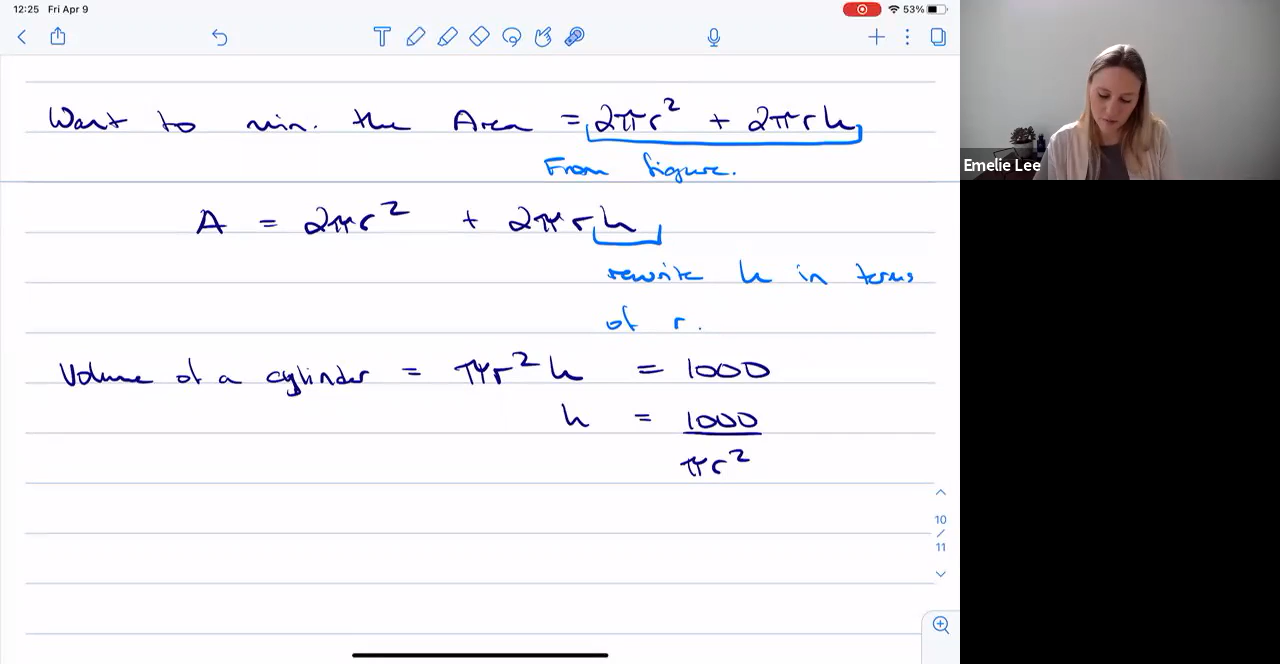 12:25 Fri Apr 9
53%
Want to min. the Area = 2πr² + 2πrh
From figure.
A = 2πr² + 2πrh
rewrite h in terms
of r.
Volume of a cylinder = πr²h = 1000
h = 1000
πr²
10
/
11
Emelie Lee